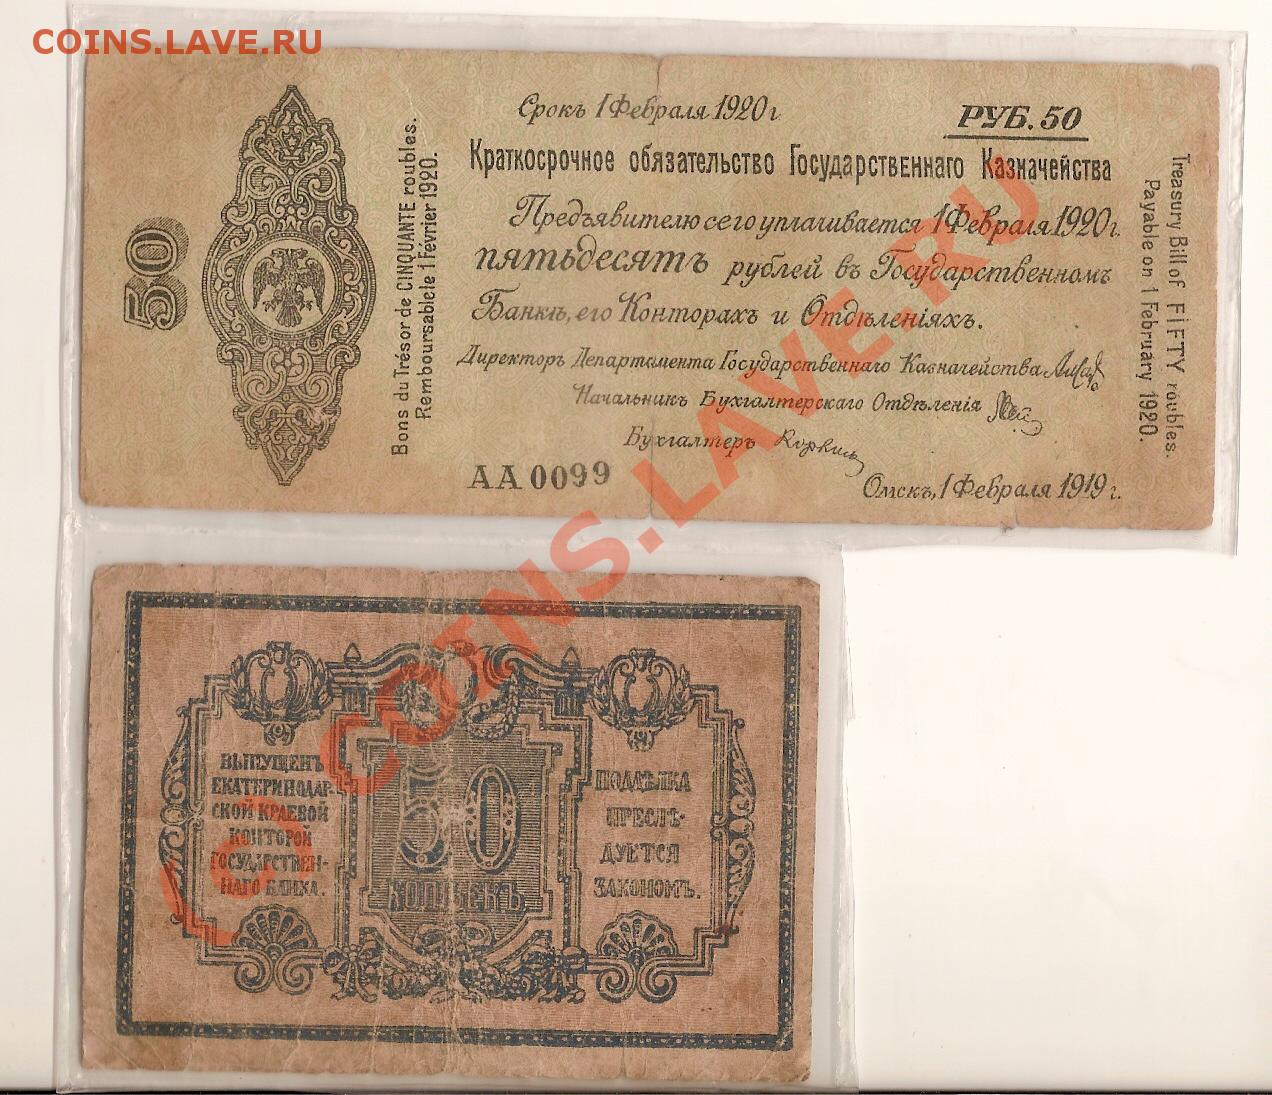 COINS.LAVE.RU
Срокъ 1 Февраля 1920 г.
РУБ. 50
Краткосрочное обязательство Государственнаго Казначейства
Предъявителю сего уплачивается 1 Февраля 1920 г.
пятьдесятъ рублей въ Государственномъ
Банкѣ, его Конторахъ и Отдѣленіяхъ.
Директоръ Департамента Государственнаго Казначейства
Начальникъ Бухгалтерскаго Отдѣленія
Бухгалтеръ
АА 0099
Омскъ, 1 Февраля 1919 г.
50
Bons du Trésor de CINQUANTE roubles.
Remboursable le 1 Février 1920.
Treasury Bill of FIFTY roubles.
Payable on 1 February 1920.
(c) COINS.LAVE.RU
ВЫПУЩЕНЪ
ЕКАТЕРИНОДАР-
СКОЙ КРАЕВОЙ
КОНТОРОЙ
ГОСУДАРСТВЕН-
НАГО БАНКА.
50
КОПѢЕКЪ
ПОДДѢЛКА
ПРЕСЛѢ-
ДУЕТСЯ
ЗАКОНОМЪ.